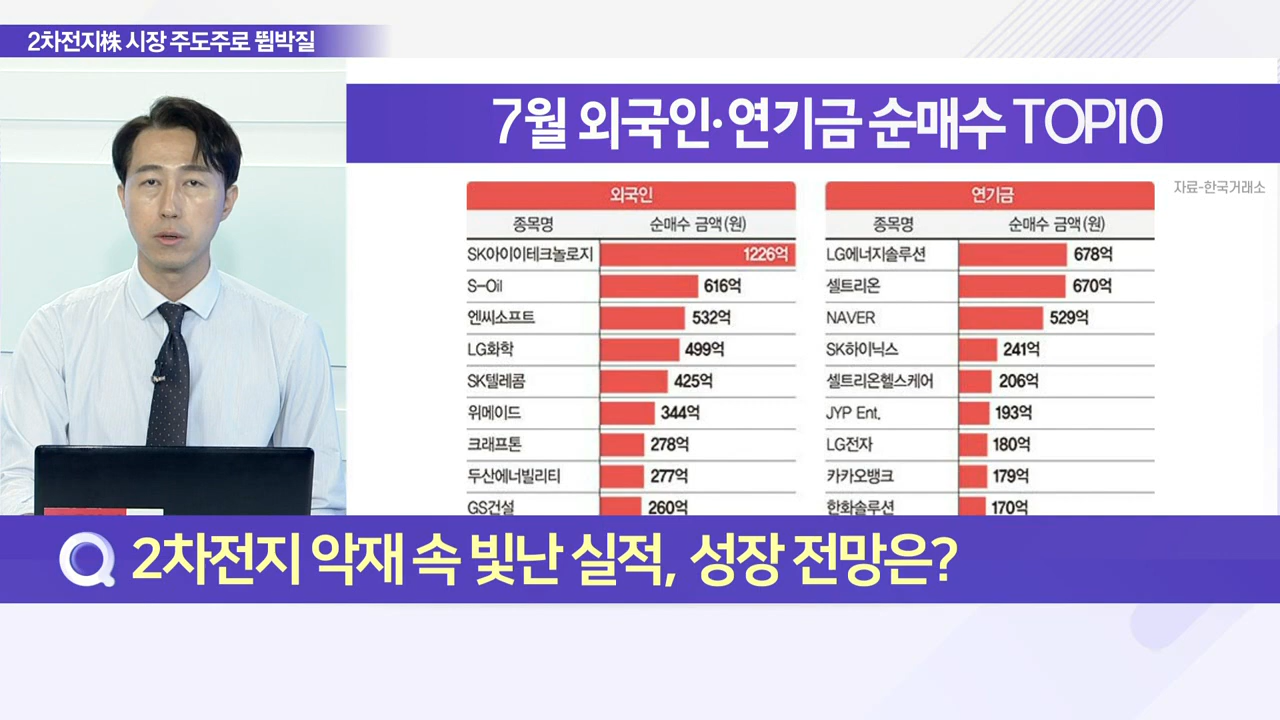 2차전지株 시장 주도주로 뜀박질
7월 외국인·연기금 순매수 TOP10
자료-한국거래소
외국인
종목명 순매수 금액(원)
SK아이이테크놀로지 1226억
S-Oil 616억
엔씨소프트 532억
LG화학 499억
SK텔레콤 425억
위메이드 344억
크래프톤 278억
두산에너빌리티 277억
GS건설 260억
연기금
종목명 순매수 금액(원)
LG에너지솔루션 678억
셀트리온 670억
NAVER 529억
SK하이닉스 241억
셀트리온헬스케어 206억
JYP Ent. 193억
LG전자 180억
카카오뱅크 179억
한화솔루션 170억
Q 2차전지 악재 속 빛난 실적, 성장 전망은?